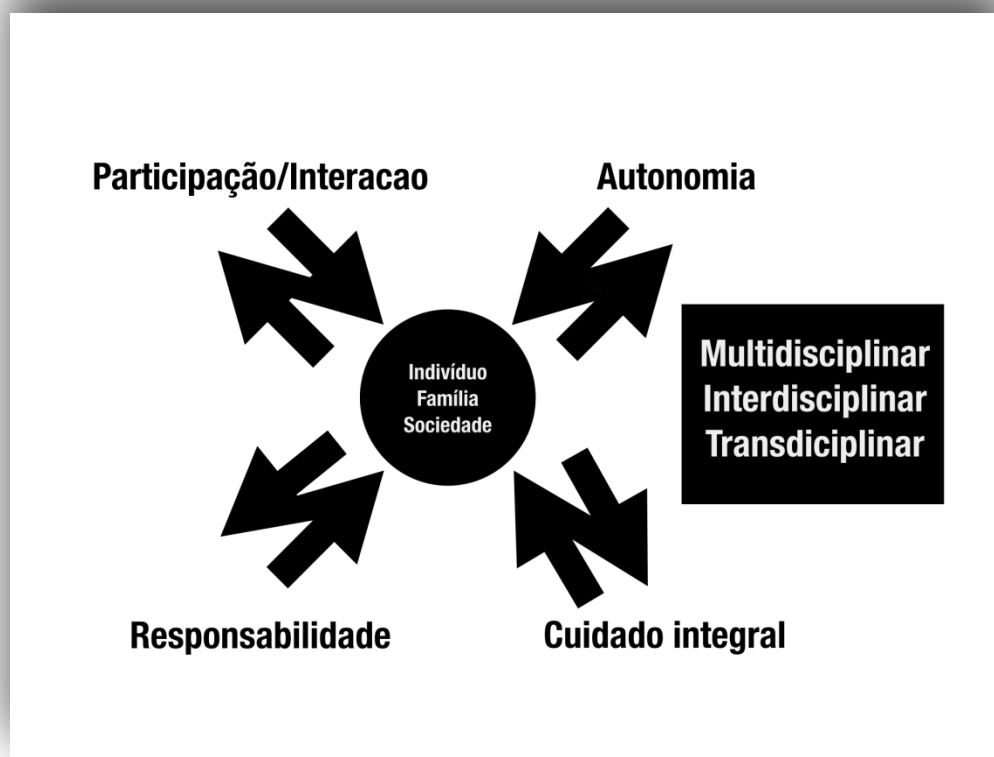 Participação/Interacao
Autonomia
Indivíduo
Família
Sociedade
Multidisciplinar
Interdisciplinar
Transdiciplinar
Responsabilidade
Cuidado integral